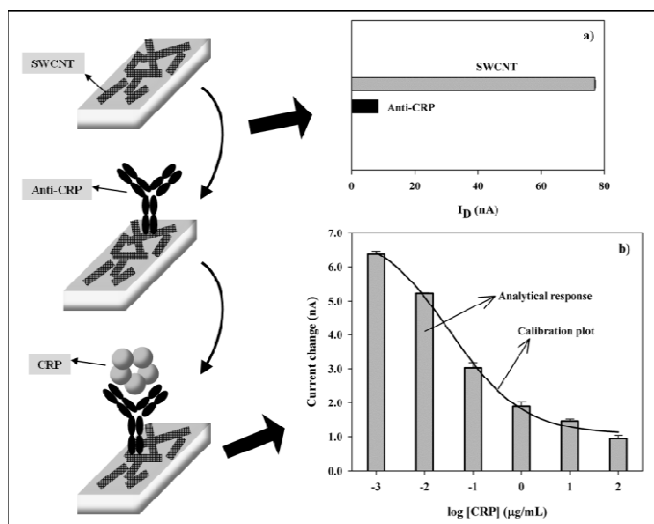 SWCNT
Anti-CRP
CRP
a)
SWCNT
Anti-CRP
0 20 40 60 80 100
I_D (nA)
b)
7.0
6.0
5.0
4.0
3.0
2.0
1.0
0.0
Current change (nA)
Analytical response
Calibration plot
-3 -2 -1 0 1 2
log [CRP] (µg/mL)